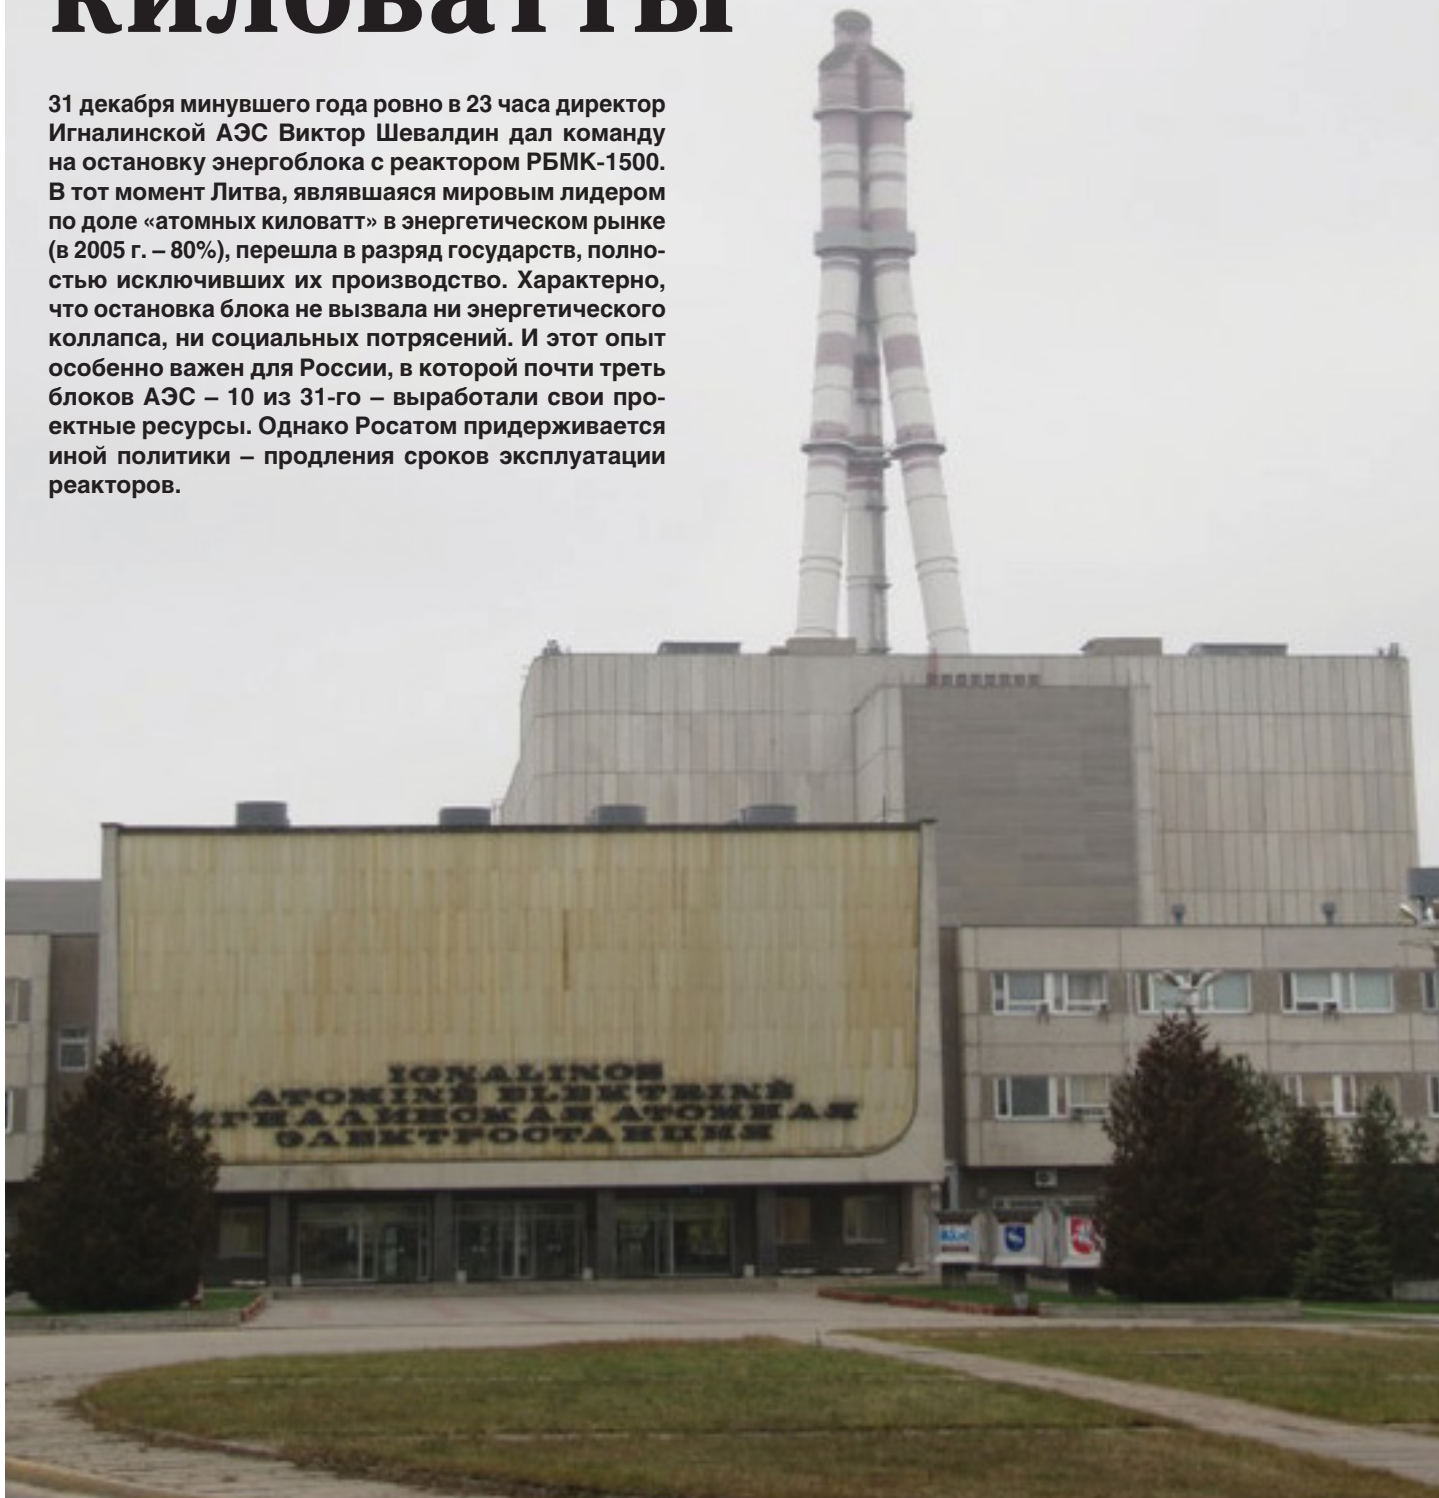 киловатты
31 декабря минувшего года ровно в 23 часа директор
Игналинской АЭС Виктор Шевалдин дал команду
на остановку энергоблока с реактором РБМК-1500.
В тот момент Литва, являвшаяся мировым лидером
по доле «атомных киловатт» в энергетическом рынке
(в 2005 г. – 80%), перешла в разряд государств, полно-
стью исключивших их производство. Характерно,
что остановка блока не вызвала ни энергетического
коллапса, ни социальных потрясений. И этот опыт
особенно важен для России, в которой почти треть
блоков АЭС – 10 из 31-го – выработали свои про-
ектные ресурсы. Однако Росатом придерживается
иной политики – продления сроков эксплуатации
реакторов.
IGNALINOS
ATOMINĖ ELEKTRINĖ
ИГНАЛИНСКАЯ АТОМНАЯ
ЭЛЕКТРОСТАНЦИЯ